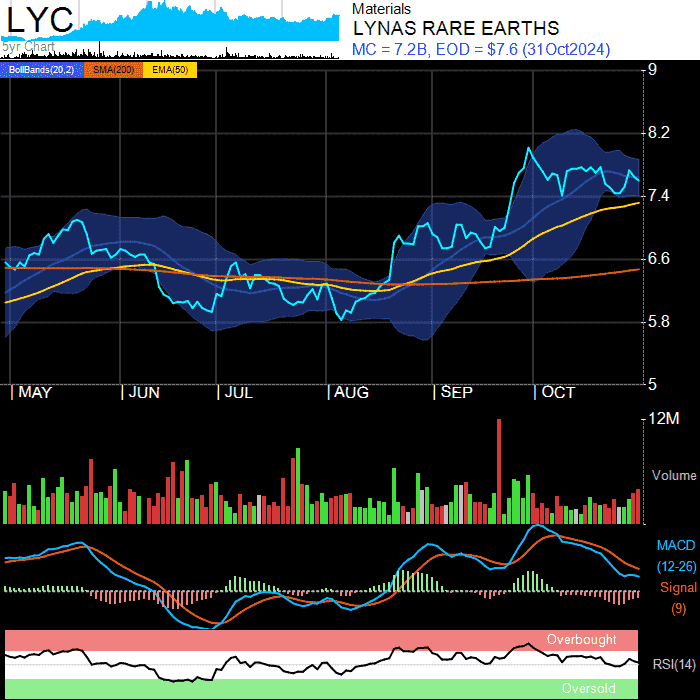 LYC
5yr Chart
Materials
LYNAS RARE EARTHS
MC = 7.2B, EOD = $7.6 (31Oct2024)
BollBands(20,2) SMA(200) EMA(50)
9
8.2
7.4
6.6
5.8
5
MAY JUN JUL AUG SEP OCT
12M
Volume
MACD
(12-26)
Signal
(9)
Overbought
RSI(14)
Oversold